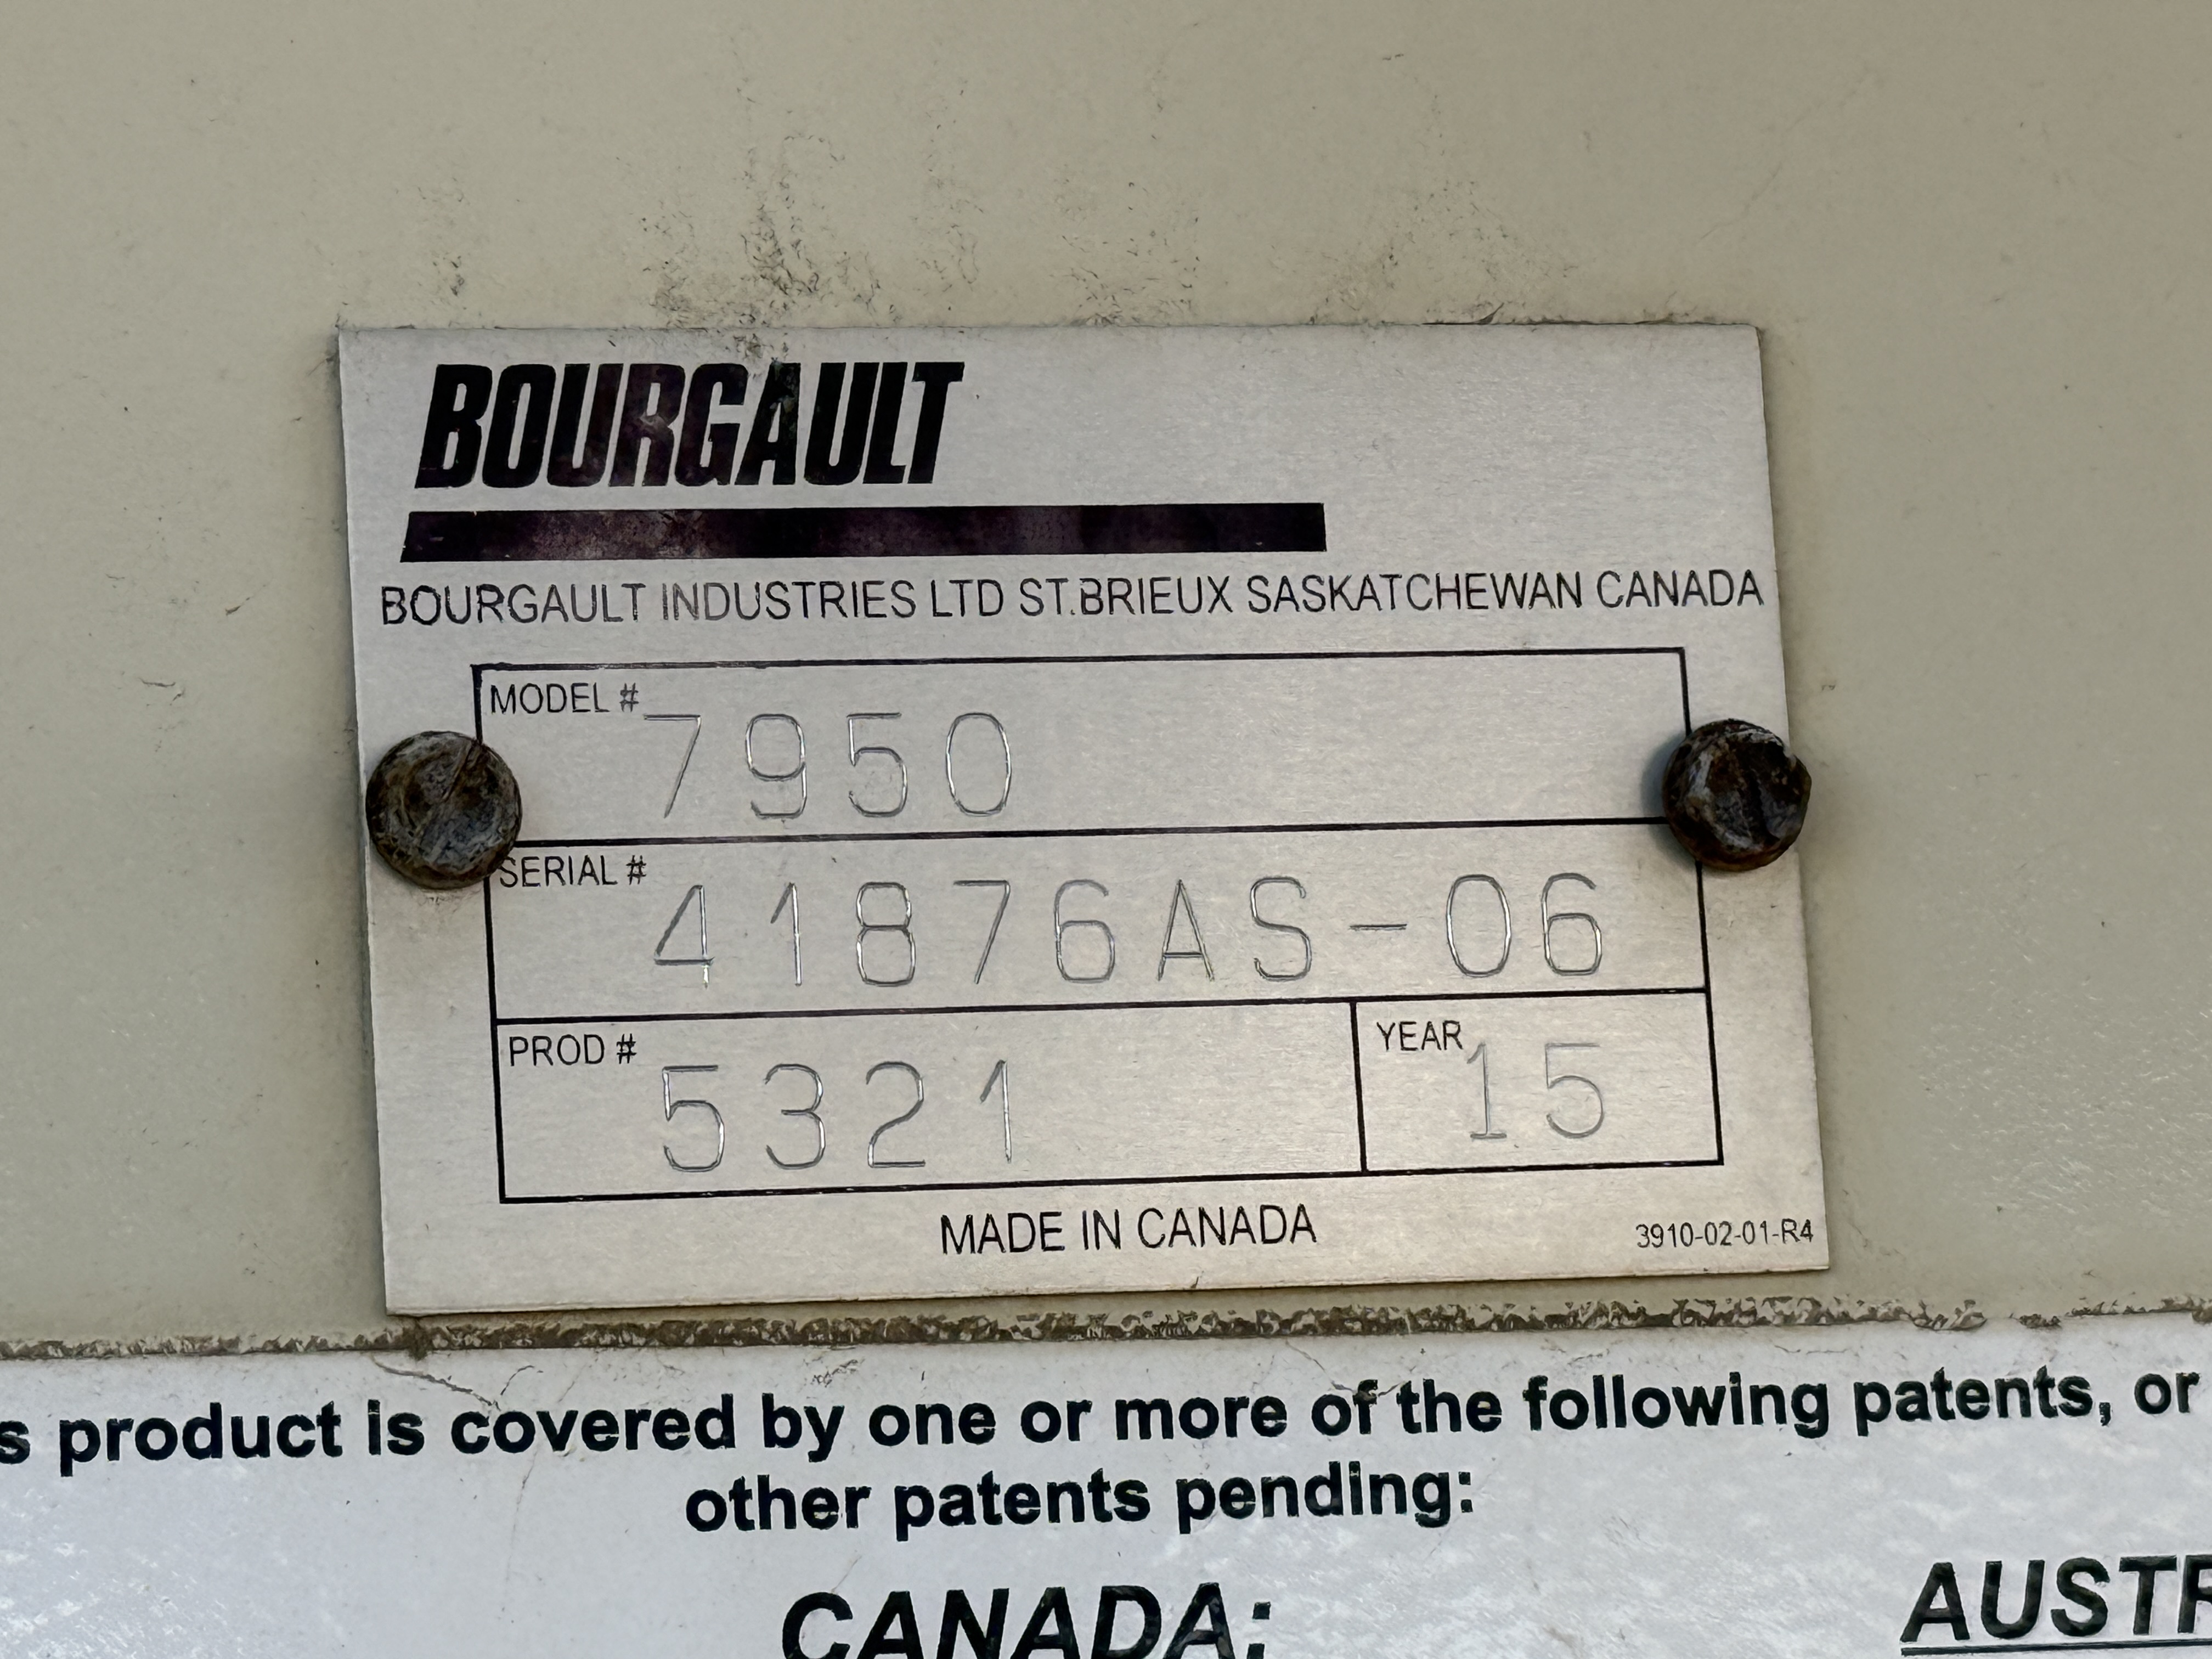 BOURGAULT
BOURGAULT INDUSTRIES LTD ST.BRIEUX SASKATCHEWAN CANADA
MODEL # 7950
SERIAL # 41876AS-06
PROD # 5321 YEAR 15
MADE IN CANADA 3910-02-01-R4
s product is covered by one or more of the following patents, or
other patents pending:
CANADA: AUSTR